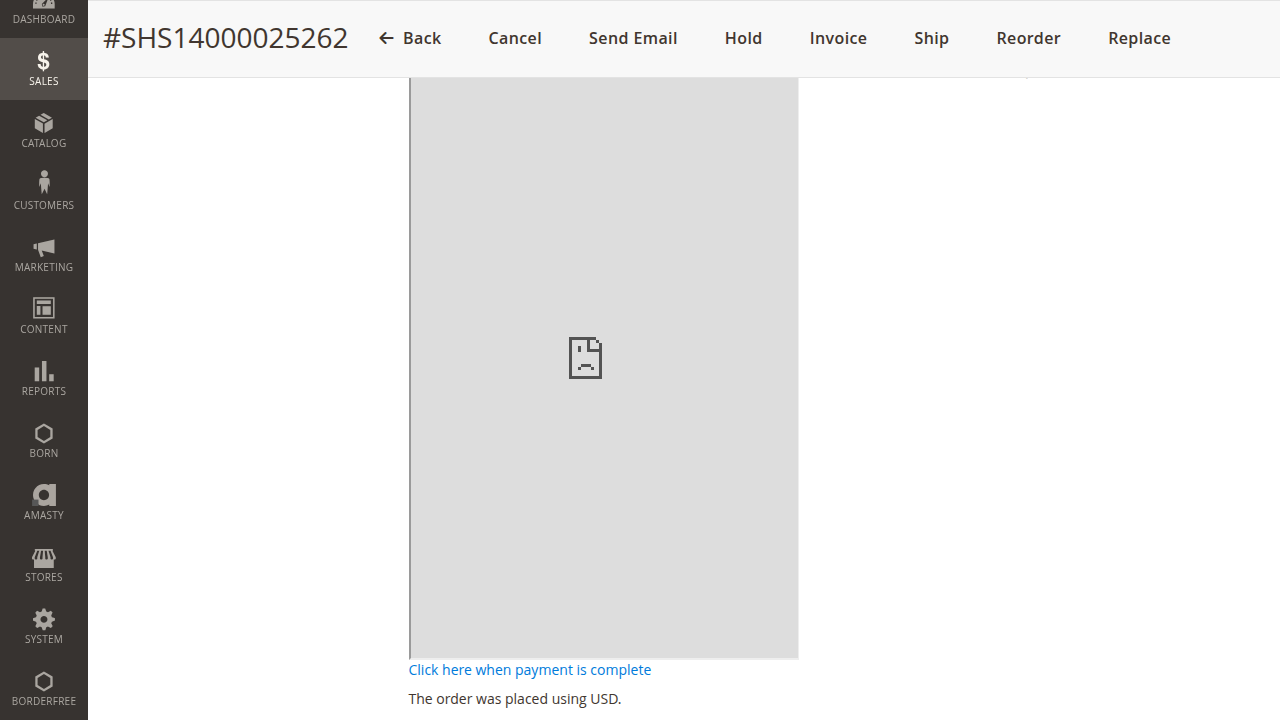 DASHBOARD
SALES
CATALOG
CUSTOMERS
MARKETING
CONTENT
REPORTS
BORN
AMASTY
STORES
SYSTEM
BORDERFREE
#SHS14000025262
Back Cancel Send Email Hold Invoice Ship Reorder Replace
Click here when payment is complete
The order was placed using USD.